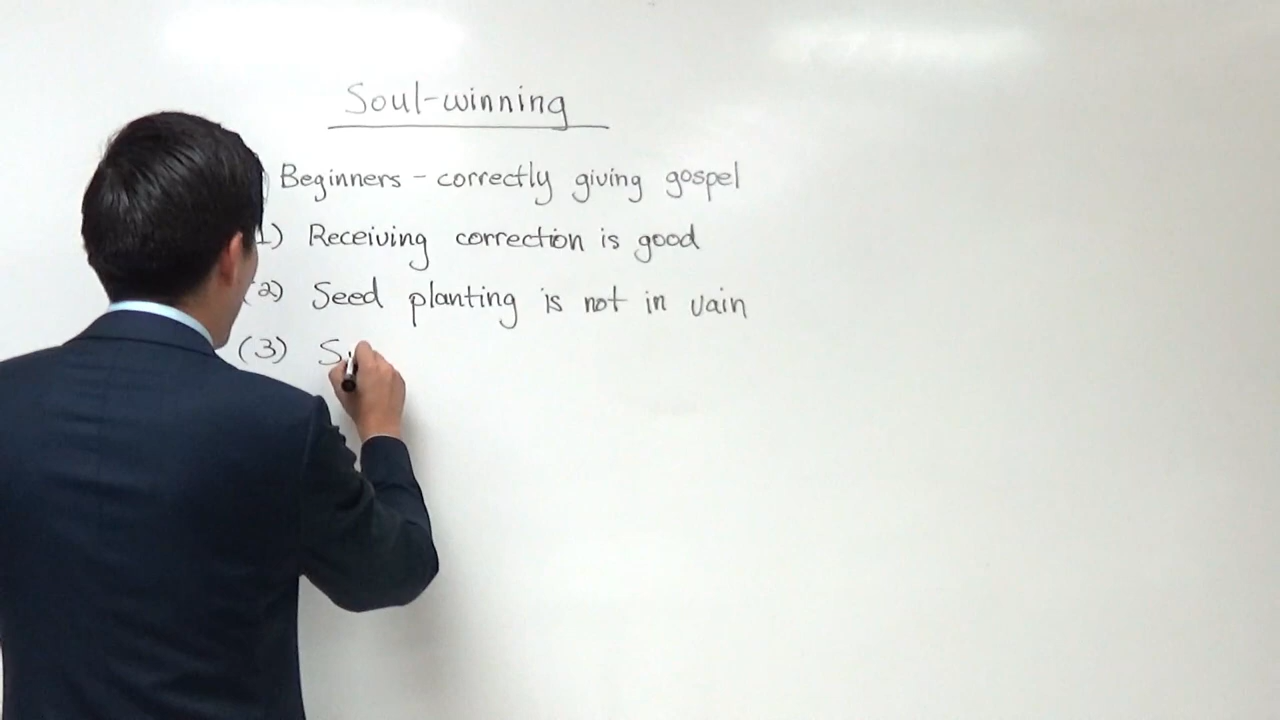 Soul-winning
Beginners - correctly giving gospel
1) Receiving correction is good
(2) Seed planting is not in vain
(3) S